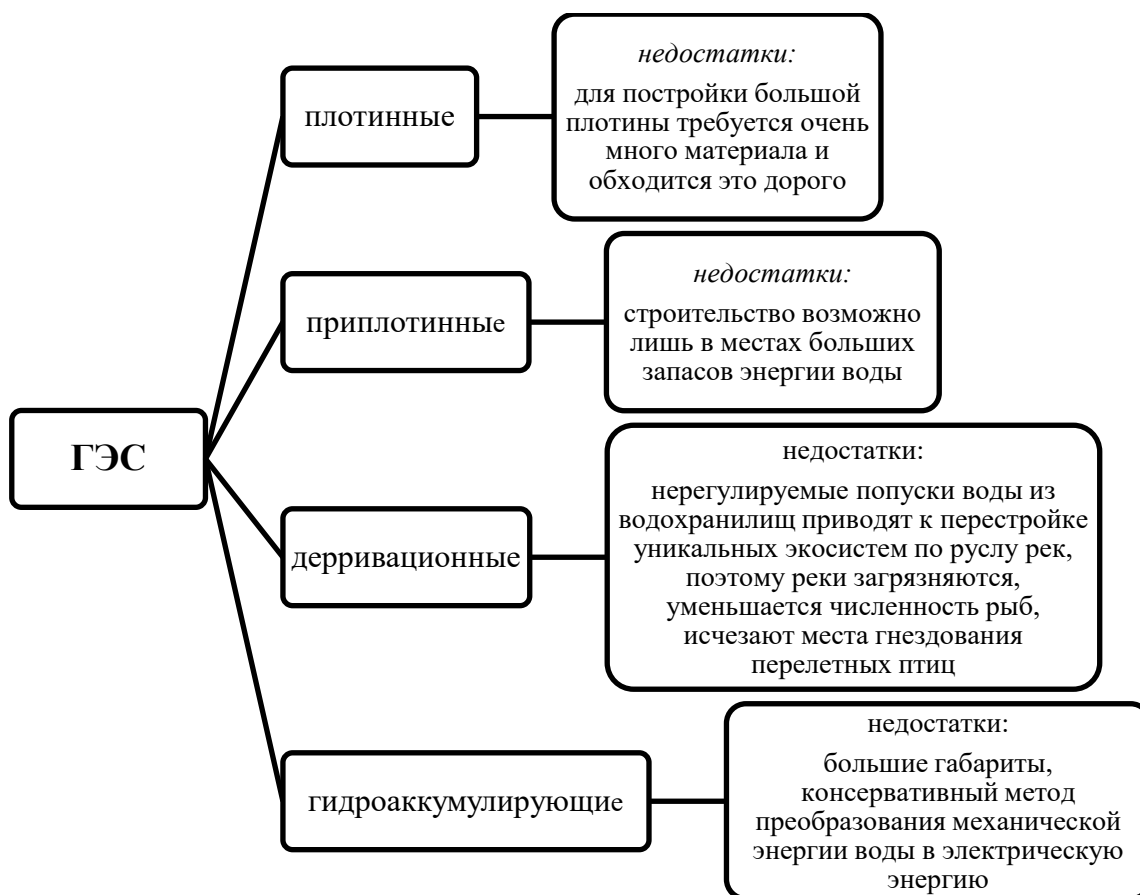 ГЭС
плотинные
недостатки:
для постройки большой
плотины требуется очень
много материала и
обходится это дорого
приплотинные
недостатки:
строительство возможно
лишь в местах больших
запасов энергии воды
дерривационные
недостатки:
нерегулируемые попуски воды из
водохранилищ приводят к перестройке
уникальных экосистем по руслу рек,
поэтому реки загрязняются,
уменьшается численность рыб,
исчезают места гнездования
перелетных птиц
гидроаккумулирующие
недостатки:
большие габариты,
консервативный метод
преобразования механической
энергии воды в электрическую
энергию